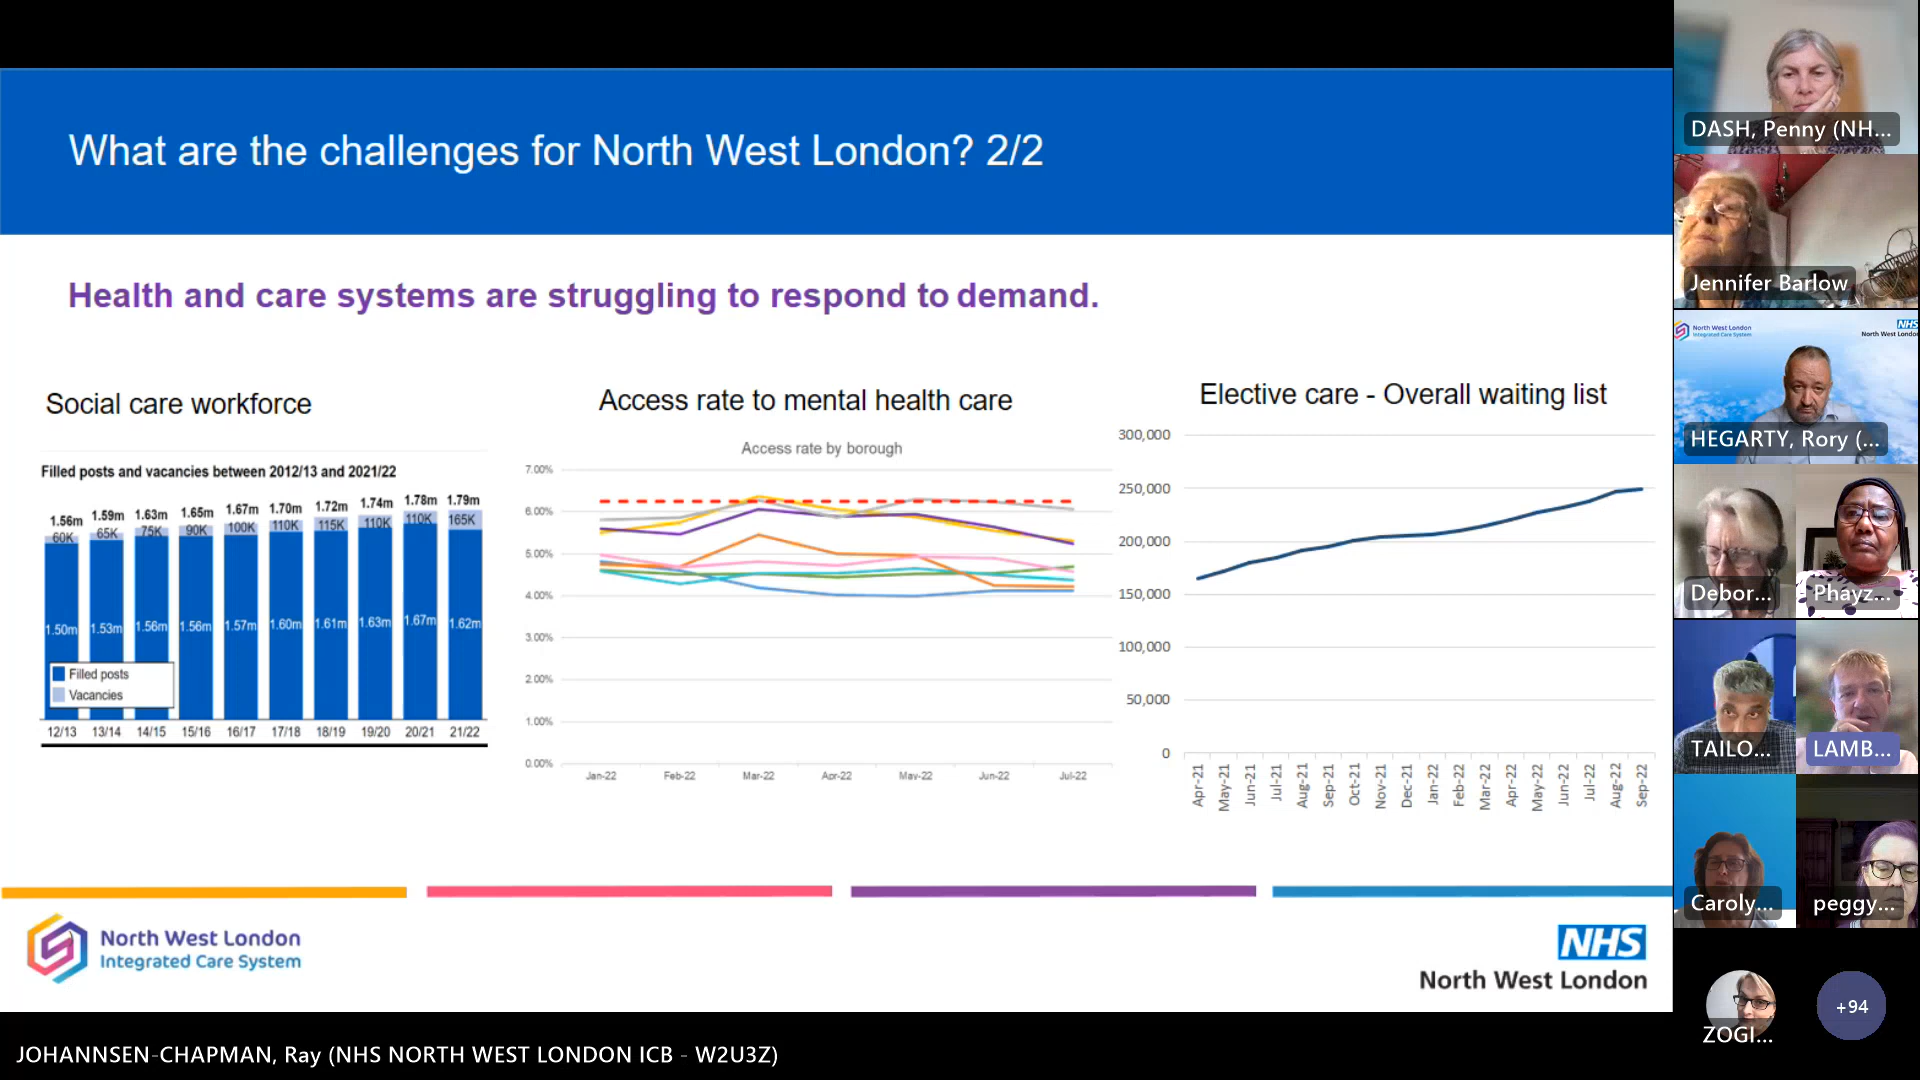 What are the challenges for North West London? 2/2
Health and care systems are struggling to respond to demand.
Social care workforce
Filled posts and vacancies between 2012/13 and 2021/22
1.56m 1.59m 1.63m 1.65m 1.67m 1.70m 1.72m 1.74m 1.78m 1.79m
60K 65K 75K 90K 100K 110K 115K 110K 110K 165K
1.50m 1.53m 1.56m 1.56m 1.57m 1.60m 1.61m 1.63m 1.67m 1.62m
Filled posts
Vacancies
12/13 13/14 14/15 15/16 16/17 17/18 18/19 19/20 20/21 21/22
Access rate to mental health care
Access rate by borough
7.00%
6.00%
5.00%
4.00%
3.00%
2.00%
1.00%
0.00%
Jan-22 Feb-22 Mar-22 Apr-22 May-22 Jun-22 Jul-22
Elective care - Overall waiting list
300,000
250,000
200,000
150,000
100,000
50,000
0
Apr-21 May-21 Jun-21 Jul-21 Aug-21 Sep-21 Oct-21 Nov-21 Dec-21 Jan-22 Feb-22 Mar-22 Apr-22 May-22 Jun-22 Jul-22 Aug-22 Sep-22
North West London
Integrated Care System
NHS
North West London
JOHANNSEN-CHAPMAN, Ray (NHS NORTH WEST LONDON ICB - W2U3Z)
DASH, Penny (NH...
Jennifer Barlow
North West London
Integrated Care System
NHS
North West London
HEGARTY, Rory (...
Debor...
Phayz...
TAILO...
LAMB...
Caroly...
peggy...
ZOGI...
+94